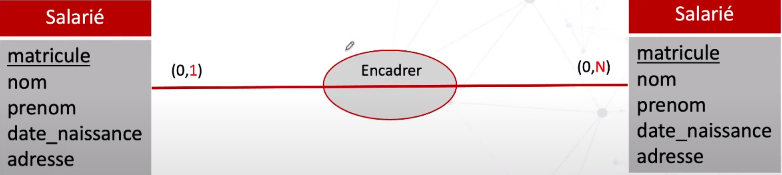 Salarié
matricule
nom
prenom
date_naissance
adresse
(0,1)
Encadrer
(0,N)
Salarié
matricule
nom
prenom
date_naissance
adresse